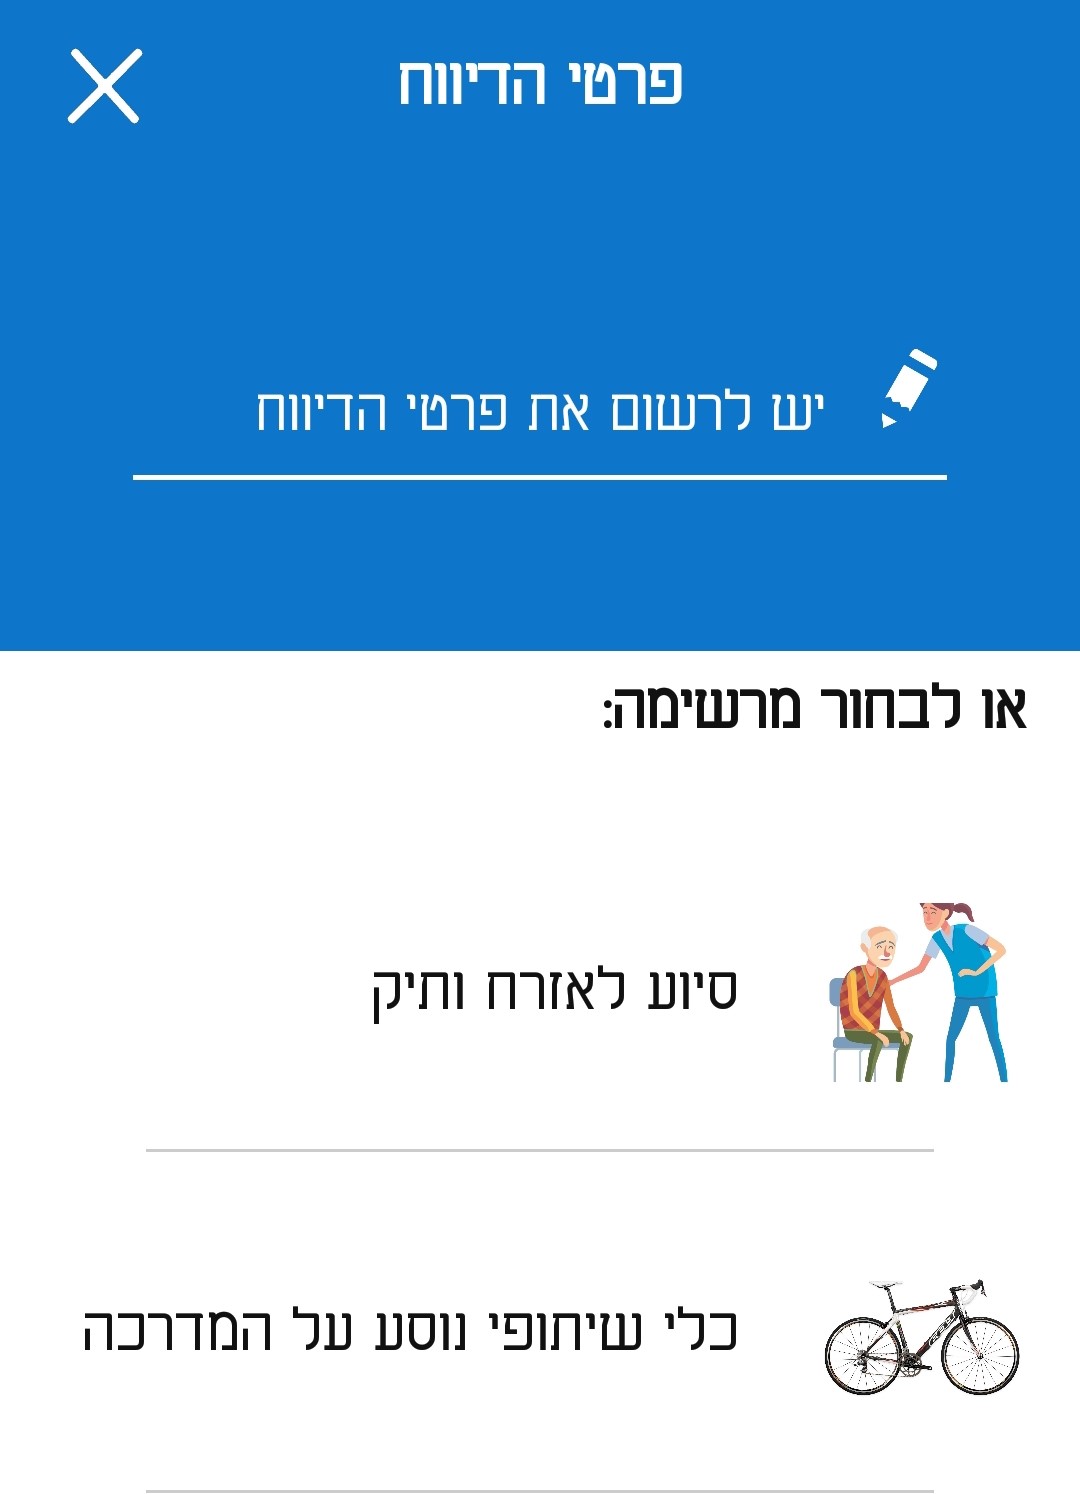 פרטי הדיווח
יש לרשום את פרטי הדיווח
או לבחור מרשימה:
סיוע לאזרח ותיק
כלי שיתופי נוסע על המדרכה